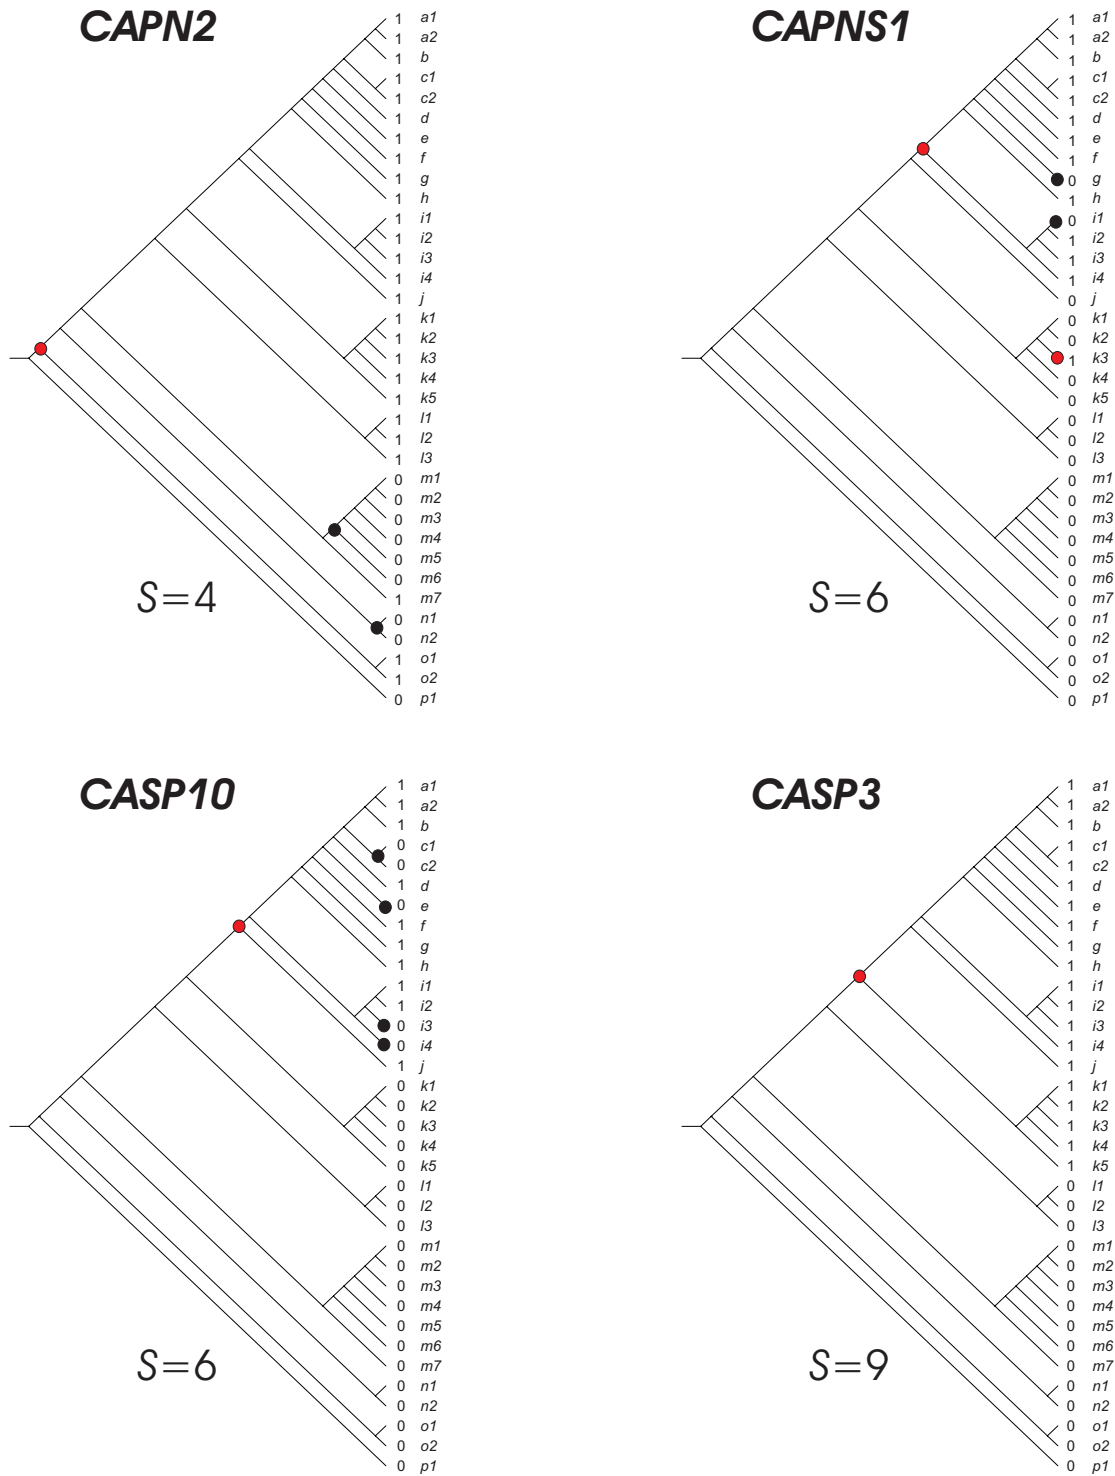 CAPN2
1 a1
1 a2
1 b
1 c1
1 c2
1 d
1 e
1 f
1 g
1 h
1 i1
1 i2
1 i3
1 i4
1 j
1 k1
1 k2
1 k3
1 k4
1 k5
1 l1
1 l2
1 l3
0 m1
0 m2
0 m3
0 m4
0 m5
0 m6
1 m7
0 n1
0 n2
1 o1
1 o2
0 p1
S=4
CAPNS1
1 a1
1 a2
1 b
1 c1
1 c2
1 d
1 e
1 f
0 g
1 h
0 i1
1 i2
1 i3
1 i4
0 j
0 k1
0 k2
1 k3
0 k4
0 k5
0 l1
0 l2
0 l3
0 m1
0 m2
0 m3
0 m4
0 m5
0 m6
0 m7
0 n1
0 n2
0 o1
0 o2
0 p1
S=6
CASP10
1 a1
1 a2
1 b
0 c1
0 c2
1 d
0 e
1 f
1 g
1 h
1 i1
1 i2
0 i3
0 i4
1 j
0 k1
0 k2
0 k3
0 k4
0 k5
0 l1
0 l2
0 l3
0 m1
0 m2
0 m3
0 m4
0 m5
0 m6
0 m7
0 n1
0 n2
0 o1
0 o2
0 p1
S=6
CASP3
1 a1
1 a2
1 b
1 c1
1 c2
1 d
1 e
1 f
1 g
1 h
1 i1
1 i2
1 i3
1 i4
1 j
1 k1
1 k2
1 k3
1 k4
1 k5
0 l1
0 l2
0 l3
0 m1
0 m2
0 m3
0 m4
0 m5
0 m6
0 m7
0 n1
0 n2
0 o1
0 o2
0 p1
S=9